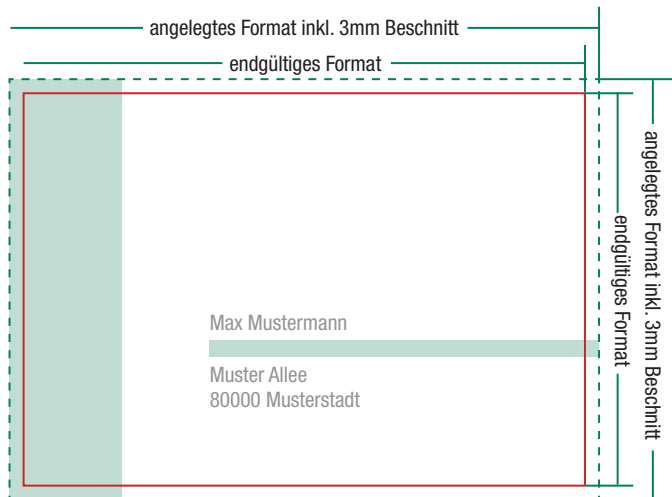 angelegtes Format inkl. 3mm Beschnitt
endgültiges Format
Max Mustermann
Muster Allee
80000 Musterstadt
endgültiges Format
angelegtes Format inkl. 3mm Beschnitt